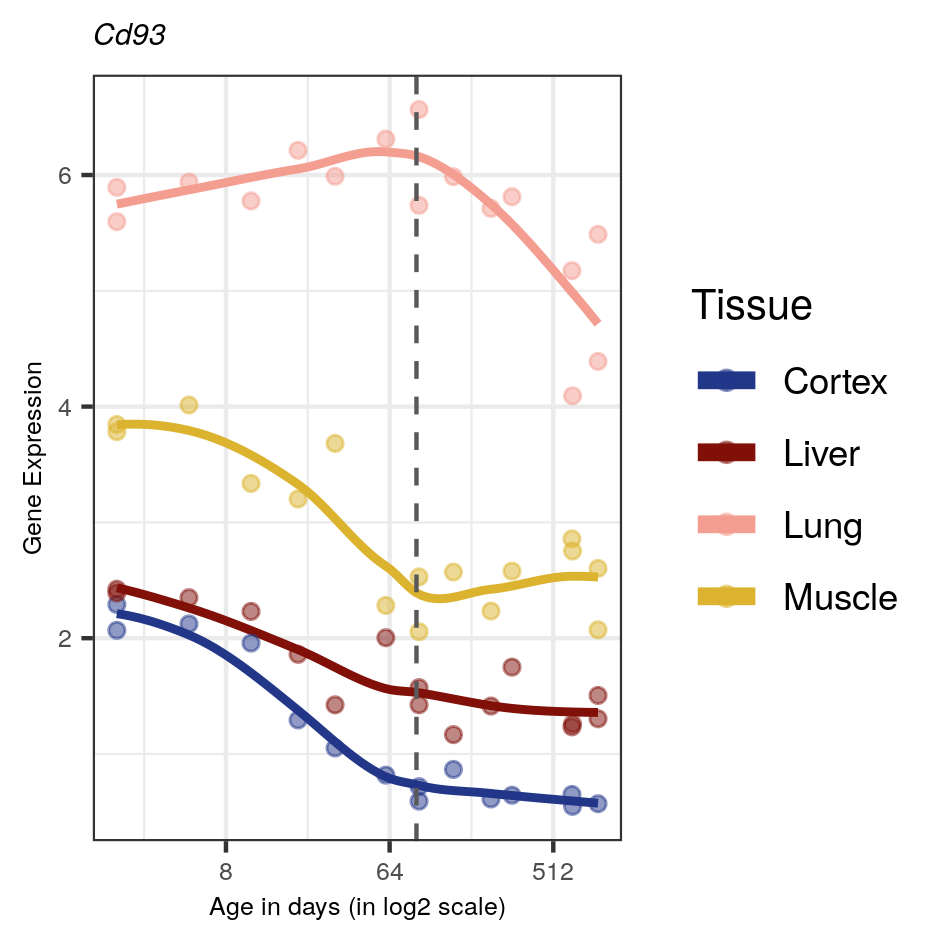 Cd93
Gene Expression
6
4
2
8
64
512
Age in days (in log2 scale)
Tissue
Cortex
Liver
Lung
Muscle